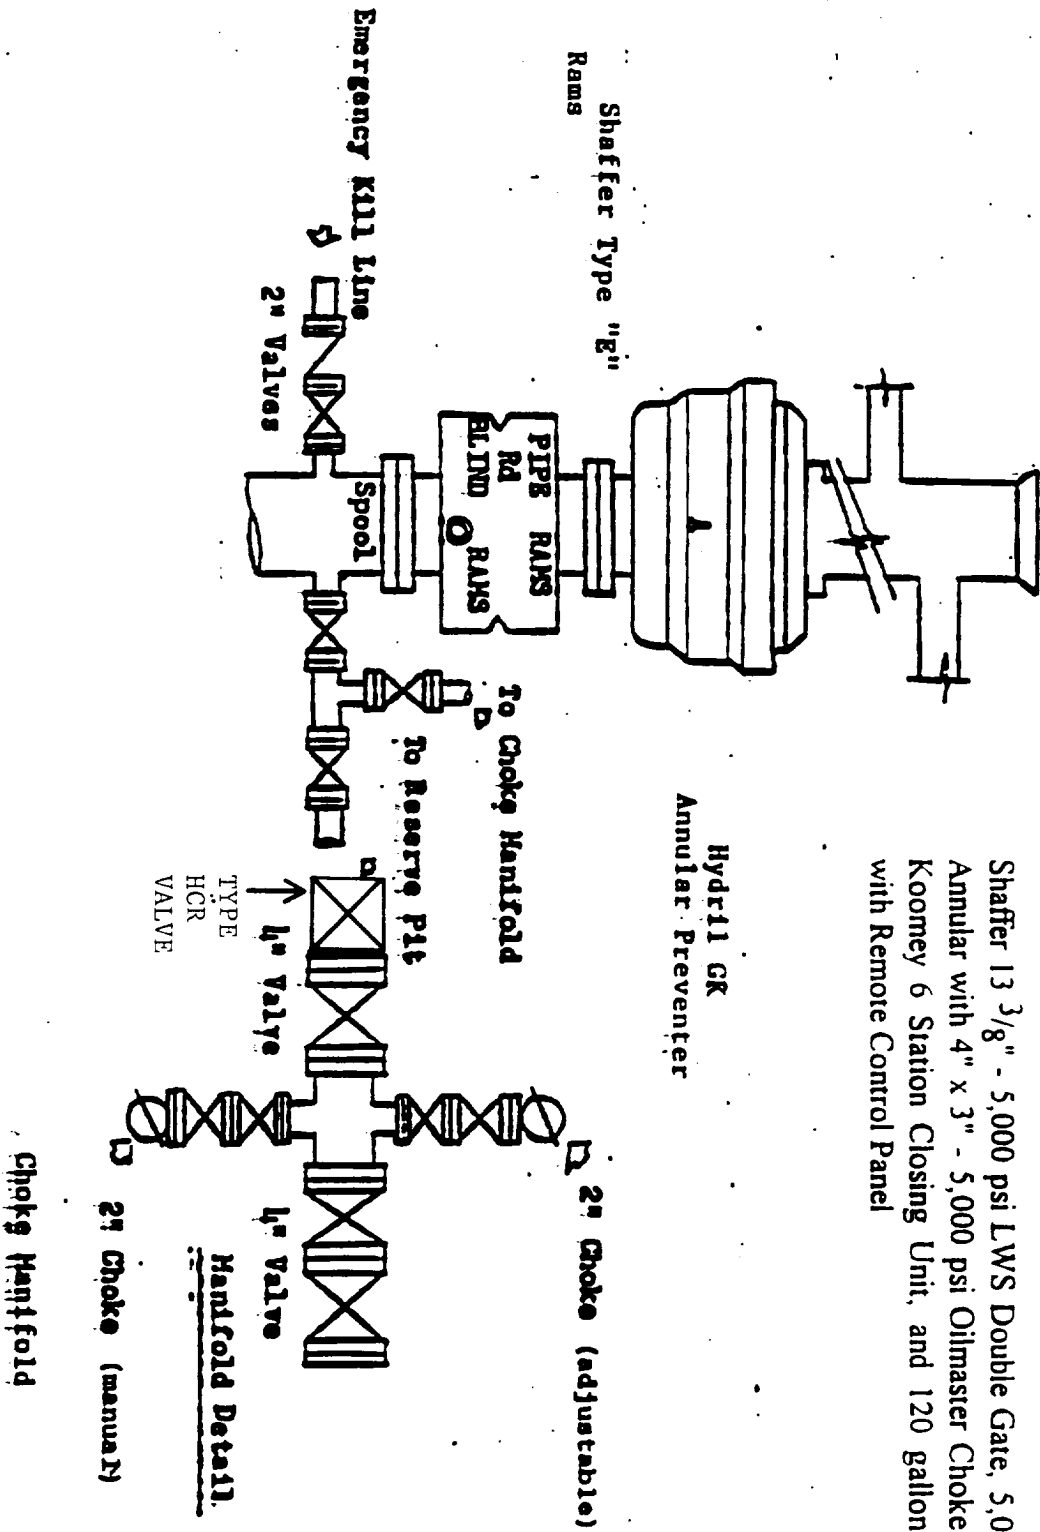 Shaffer 13 3/8" - 5,000 psi LWS Double Gate, 5,0
Annular with 4" x 3" - 5,000 psi Oilmaster Choke
Koomey 6 Station Closing Unit, and 120 gallon
with Remote Control Panel
Hydril GK
Annular Preventer
Shaffer Type "E"
Rams
PIPE RAMS
Rd
BLIND RAMS
Spool
Emergency Kill Line
2" Valves
To Choke Manifold
To Reserve Pit
TYPE
HCR
VALVE
4" Valve
2" Choke (adjustable)
4" Valve
Manifold Detail
2" Choke (manual)
Choke Manifold